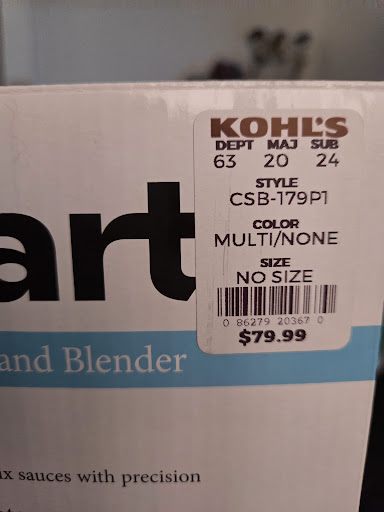 KOHL'S
DEPT MAJ SUB
63 20 24
STYLE
CSB-179P1
COLOR
MULTI/NONE
SIZE
NO SIZE
0 86279 20367 0
$79.99
art
and Blender
ix sauces with precision